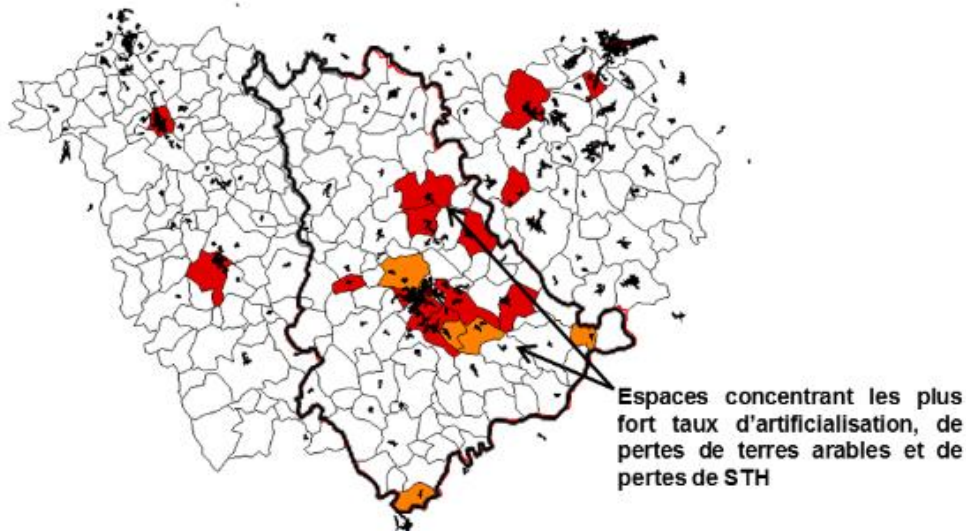 Espaces concentrant les plus
fort taux d'artificialisation, de
pertes de terres arables et de
pertes de STH